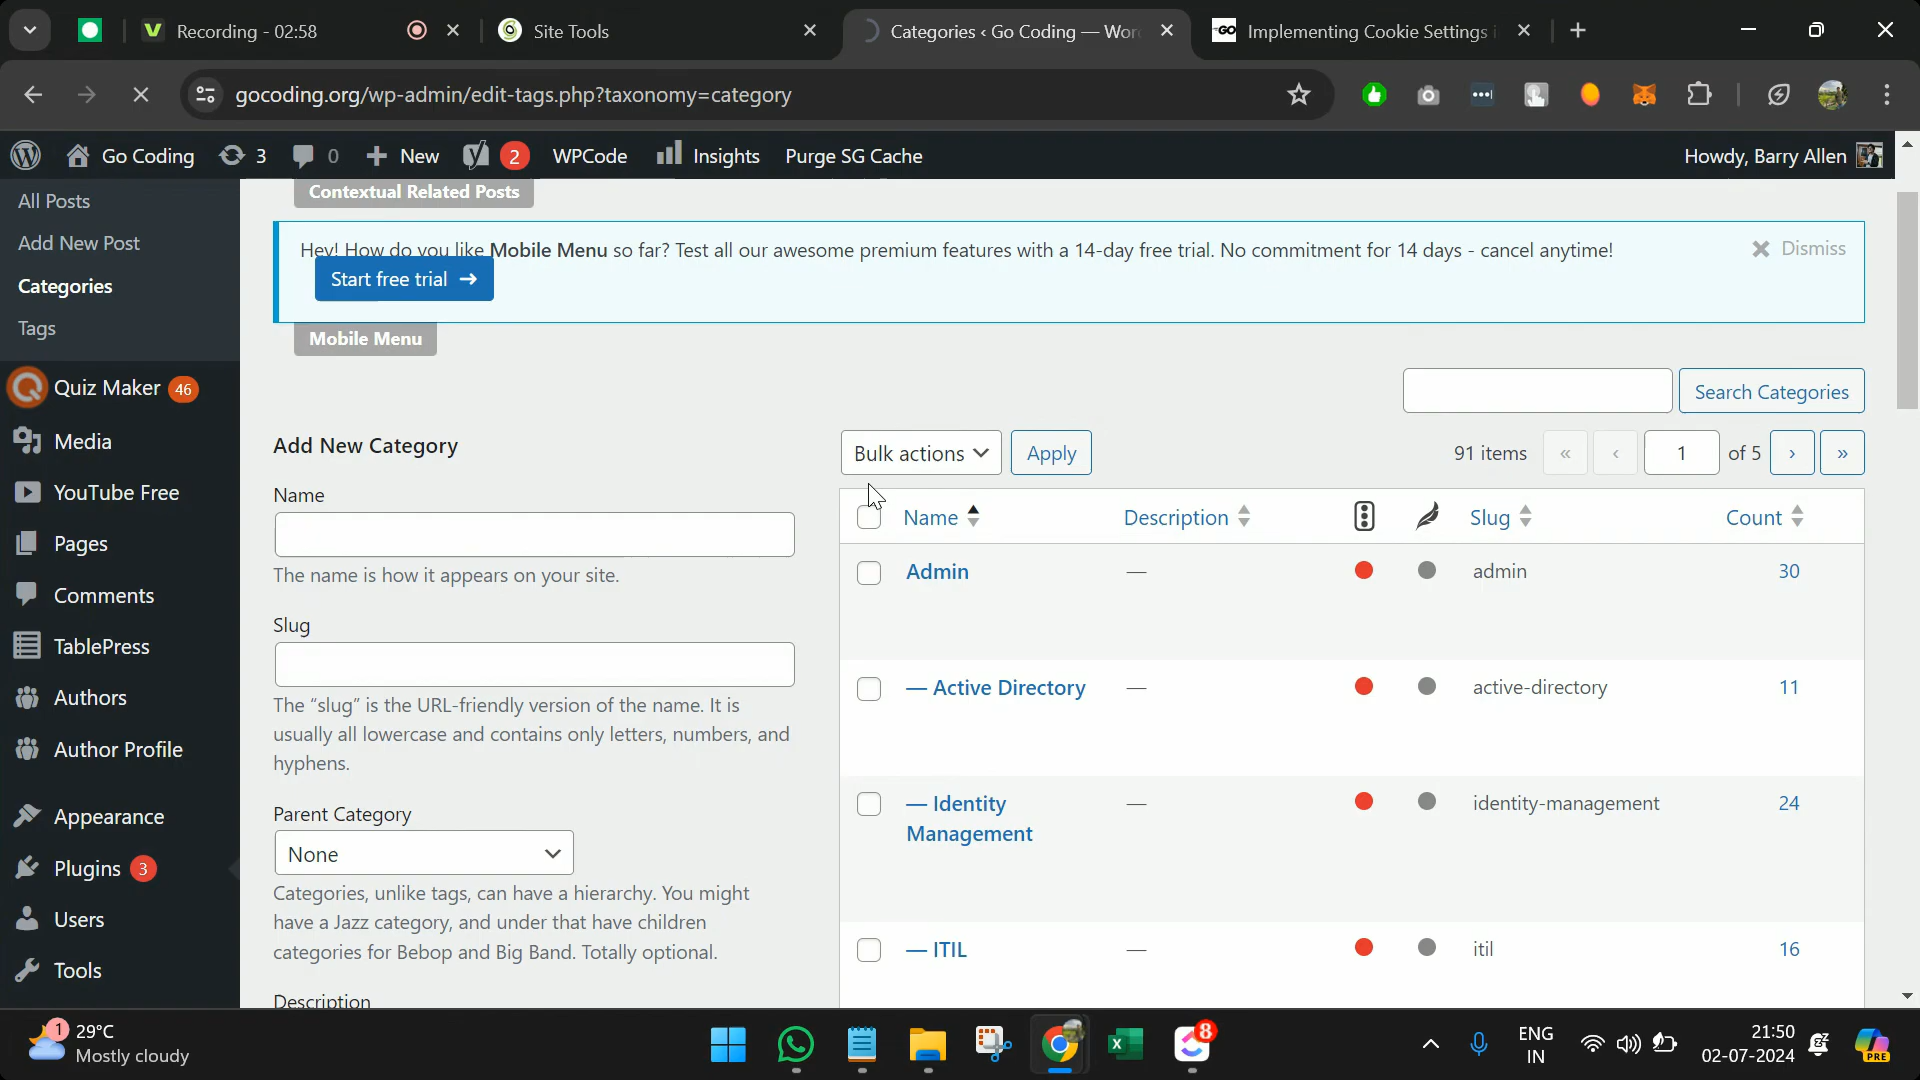 Recording - 02:58
Site Tools
Categories ‹ Go Coding — Wor
Implementing Cookie Settings i
gocoding.org/wp-admin/edit-tags.php?taxonomy=category
Go Coding
3
0
New
2
WPCode
Insights
Purge SG Cache
Howdy, Barry Allen
All Posts
Add New Post
Categories
Tags
Quiz Maker 46
Media
YouTube Free
Pages
Comments
TablePress
Authors
Author Profile
Appearance
Plugins 3
Users
Tools
Contextual Related Posts
Hey! How do you like Mobile Menu so far? Test all our awesome premium features with a 14-day free trial. No commitment for 14 days - cancel anytime!
Dismiss
Start free trial →
Mobile Menu
Search Categories
Add New Category
Name
The name is how it appears on your site.
Slug
The “slug” is the URL-friendly version of the name. It is
usually all lowercase and contains only letters, numbers, and
hyphens.
Parent Category
None
Categories, unlike tags, can have a hierarchy. You might
have a Jazz category, and under that have children
categories for Bebop and Big Band. Totally optional.
Description
Bulk actions
Apply
91 items « ‹ 1 of 5 › »
Name Description Slug Count
Admin — admin 30
— Active Directory — active-directory 11
— Identity — identity-management 24
Management
— ITIL — itil 16
1
29°C
Mostly cloudy
8
ENG
IN
21:50
02-07-2024
PRE